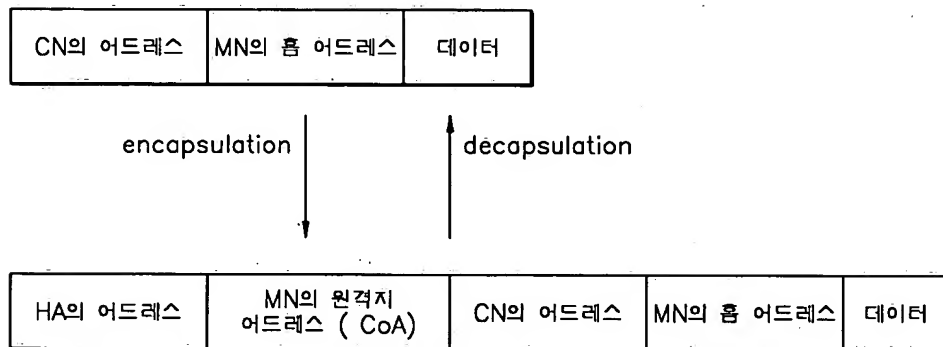 CN의 어드레스 MN의 홈 어드레스 데이터
encapsulation decapsulation
HA의 어드레스 MN의 원격지 어드레스 ( CoA) CN의 어드레스 MN의 홈 어드레스 데이터